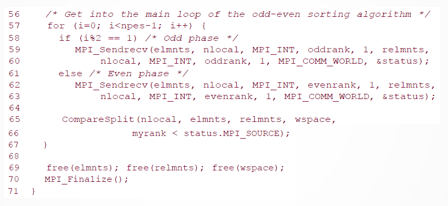 56 /* Get into the main loop of the odd-even sorting algorithm */
57 for (i=0; i<npes-1; i++) {
58 if (i%2 == 1) /* Odd phase */
59 MPI_Sendrecv(elmnts, nlocal, MPI_INT, oddrank, 1, relmnts,
60 nlocal, MPI_INT, oddrank, 1, MPI_COMM_WORLD, &status);
61 else /* Even phase */
62 MPI_Sendrecv(elmnts, nlocal, MPI_INT, evenrank, 1, relmnts,
63 nlocal, MPI_INT, evenrank, 1, MPI_COMM_WORLD, &status);
64
65 CompareSplit(nlocal, elmnts, relmnts, wspace,
66 myrank < status.MPI_SOURCE);
67 }
68
69 free(elmnts); free(relmnts); free(wspace);
70 MPI_Finalize();
71 }